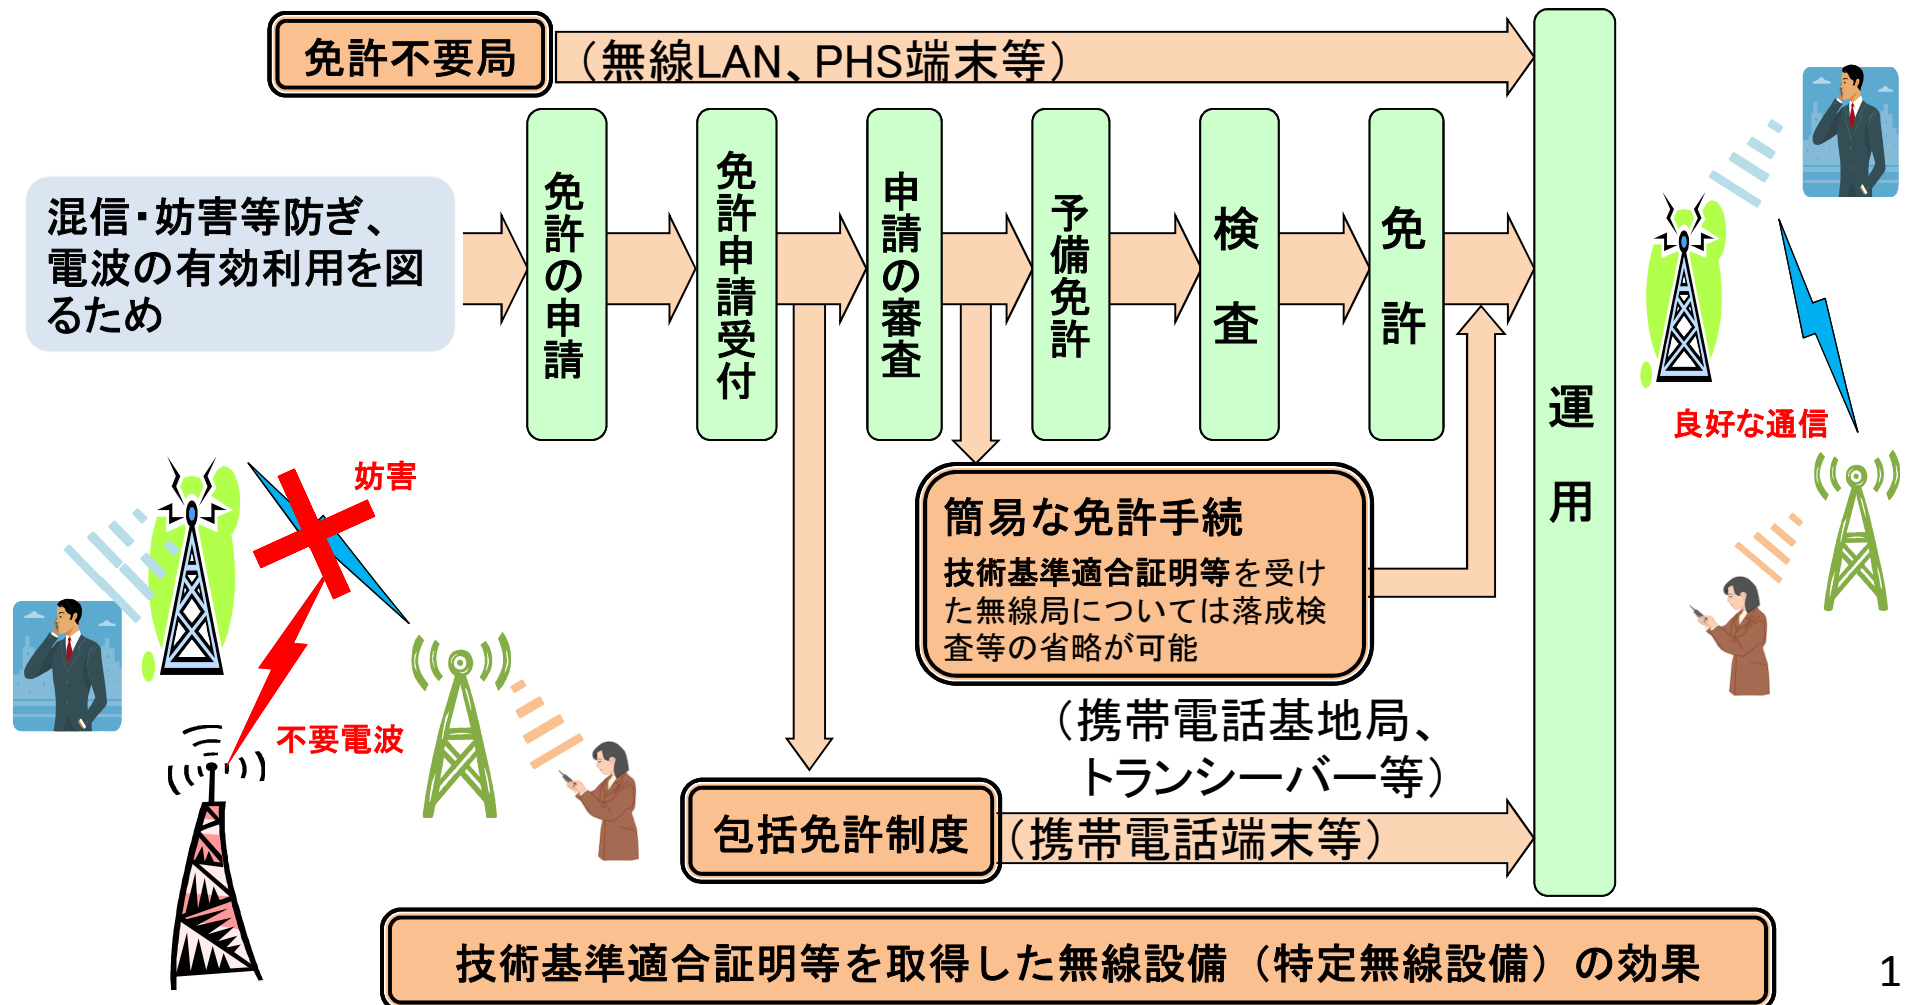 免許不要局
（無線LAN、PHS端末等）
混信・妨害等防ぎ、
電波の有効利用を図
るため
免許の申請
免許申請受付
申請の審査
予備免許
検査
免許
運用
簡易な免許手続
技術基準適合証明等を受け
た無線局については落成検
査等の省略が可能
（携帯電話基地局、
トランシーバー等）
包括免許制度
（携帯電話端末等）
妨害
不要電波
良好な通信
技術基準適合証明等を取得した無線設備（特定無線設備）の効果
1